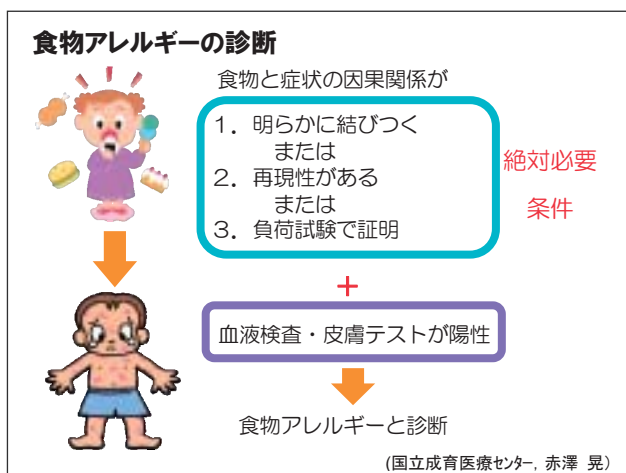 食物アレルギーの診断
食物と症状の因果関係が
1．明らかに結びつく
または
2．再現性がある
または
3．負荷試験で証明
絶対必要
条件
＋
血液検査・皮膚テストが陽性
食物アレルギーと診断
(国立成育医療センター, 赤澤 晃）